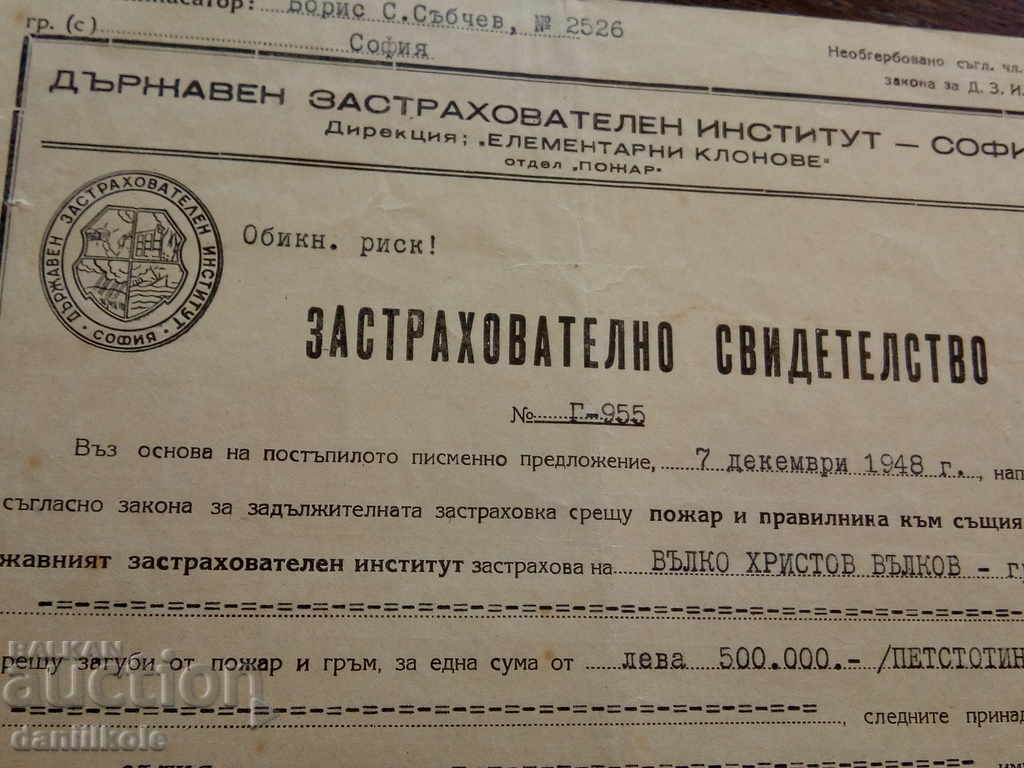 Борис С.Събчев, № 2526
гр. (с) София
Необгербовано съгл. чл.
закона за Д. З. И.
ДЪРЖАВЕН ЗАСТРАХОВАТЕЛЕН ИНСТИТУТ — СОФИ
Дирекция; „ЕЛЕМЕНТАРНИ КЛОНОВЕ"
ОТДЕЛ „ПОЖАР"
ДЪРЖАВЕН ЗАСТРАХОВАТЕЛЕН ИНСТИТУТ · СОФИЯ ·
Обикн. риск!
ЗАСТРАХОВАТЕЛНО СВИДЕТЕЛСТВО
№ Г-955
Въз основа на постъпилото писменно предложение, 7 декември 1948 г., нап
съгласно закона за задължителната застраховка срещу пожар и правилника към същия
жавният застрахователен институт застрахова на ВЪЛКО ХРИСТОВ ВЪЛКОВ - г
рещу загуби от пожар и гръм, за една сума от лева 500.000.- /ПЕТСТОТИН
, следните принад
BALKAN
auction
daniilkole